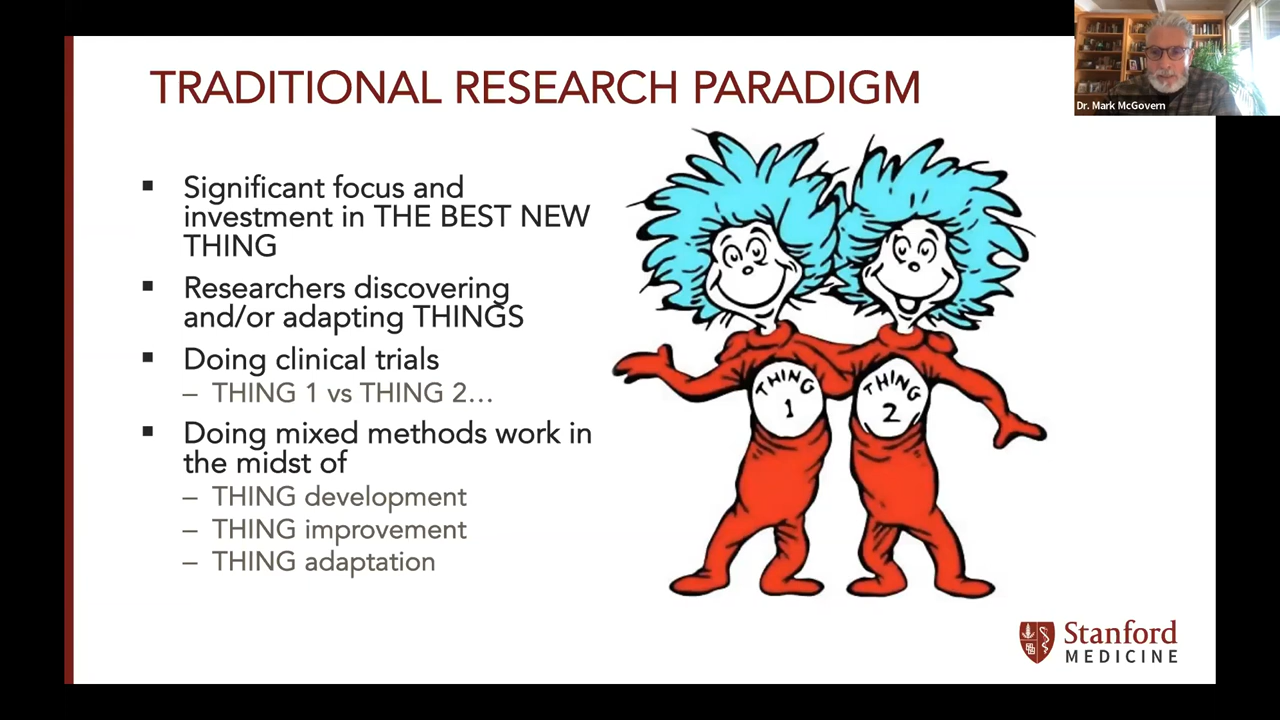 TRADITIONAL RESEARCH PARADIGM
Dr. Mark McGovern
▪ Significant focus and
investment in THE BEST NEW
THING
▪ Researchers discovering
and/or adapting THINGS
▪ Doing clinical trials
– THING 1 vs THING 2…
▪ Doing mixed methods work in
the midst of
– THING development
– THING improvement
– THING adaptation
THING
1
THING
2
Stanford
MEDICINE